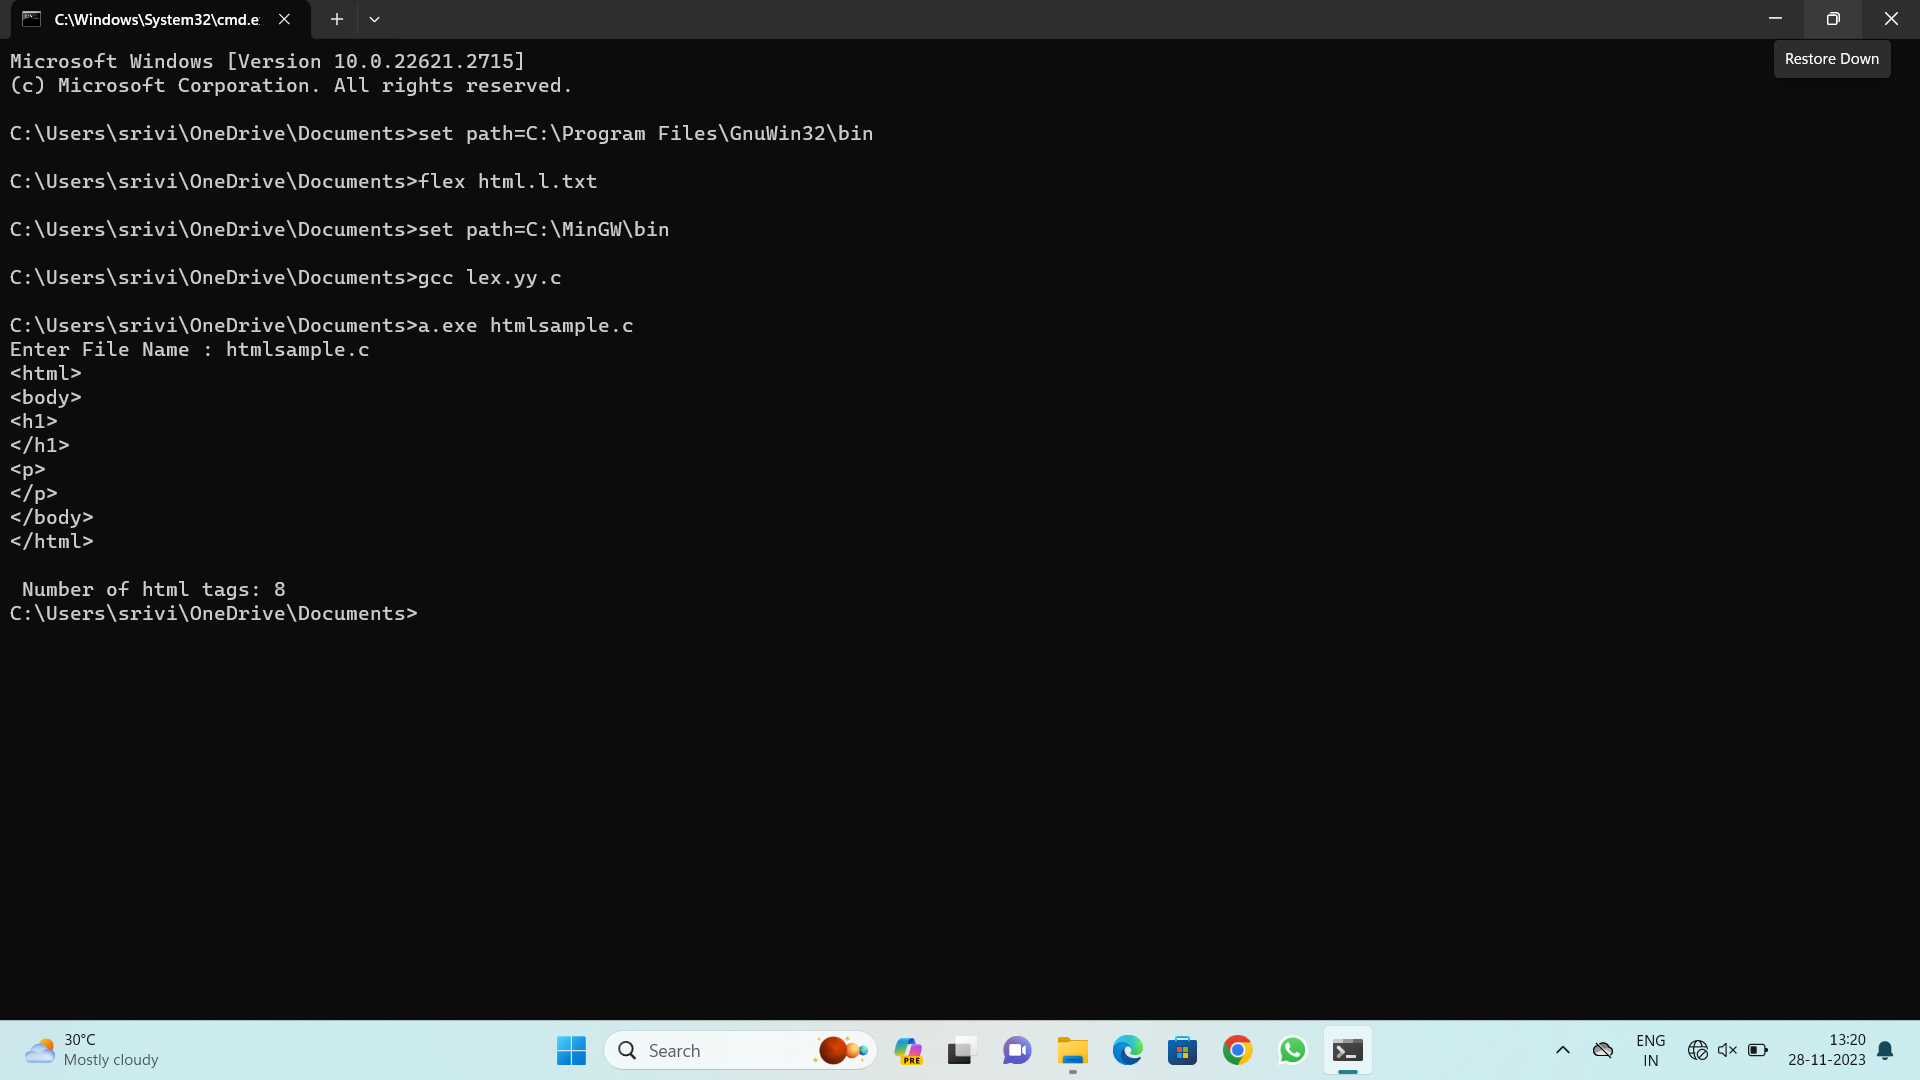 C:\Windows\System32\cmd.e
Restore Down
Microsoft Windows [Version 10.0.22621.2715]
(c) Microsoft Corporation. All rights reserved.
C:\Users\srivi\OneDrive\Documents>set path=C:\Program Files\GnuWin32\bin
C:\Users\srivi\OneDrive\Documents>flex html.l.txt
C:\Users\srivi\OneDrive\Documents>set path=C:\MinGW\bin
C:\Users\srivi\OneDrive\Documents>gcc lex.yy.c
C:\Users\srivi\OneDrive\Documents>a.exe htmlsample.c
Enter File Name : htmlsample.c
<html>
<body>
<h1>
</h1>
<p>
</p>
</body>
</html>
Number of html tags: 8
C:\Users\srivi\OneDrive\Documents>
30°C
Mostly cloudy
Search
PRE
ENG
IN
13:20
28-11-2023